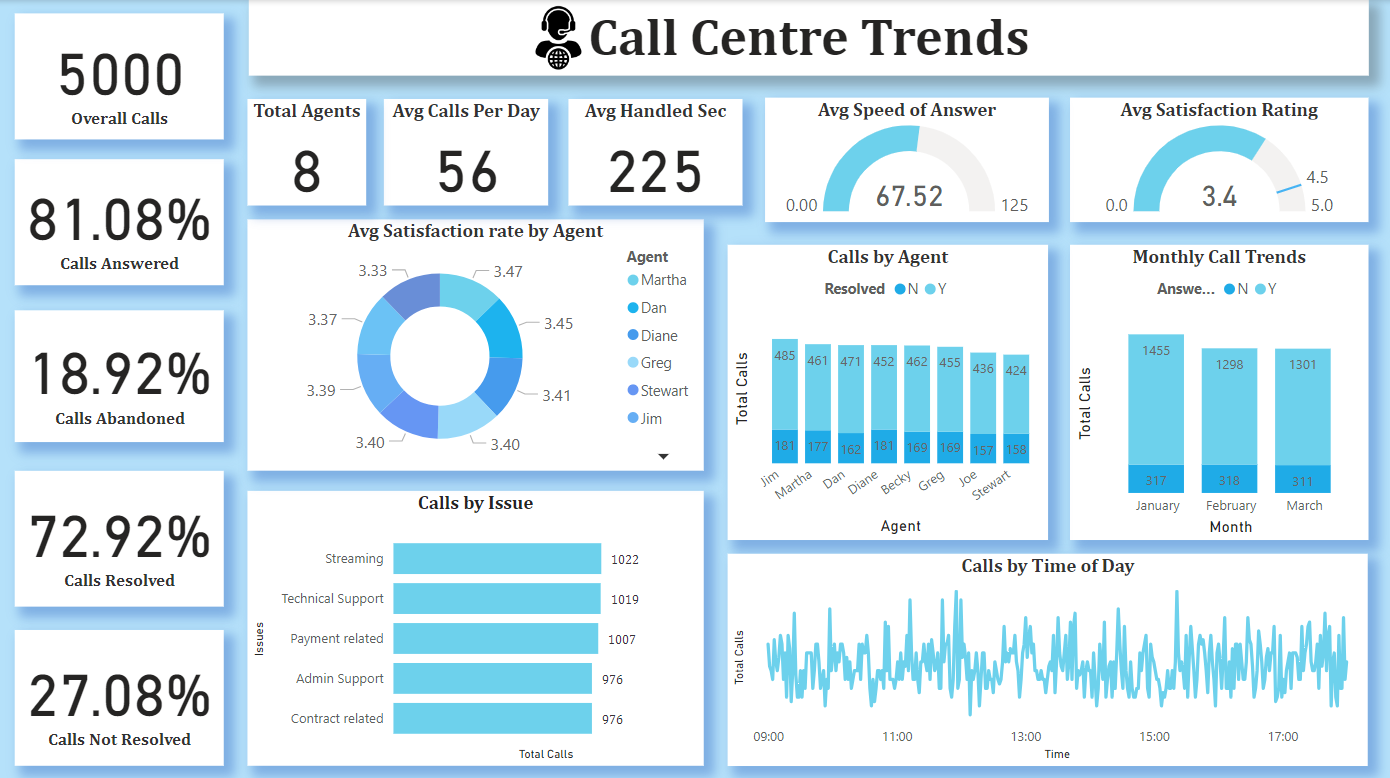 Call Centre Trends
5000
Overall Calls
81.08%
Calls Answered
18.92%
Calls Abandoned
72.92%
Calls Resolved
27.08%
Calls Not Resolved
Total Agents
8
Avg Calls Per Day
56
Avg Handled Sec
225
Avg Speed of Answer
67.52
0.00
125
Avg Satisfaction Rating
4.5
3.4
0.0
5.0
Avg Satisfaction rate by Agent
3.33
3.47
3.37
3.45
3.39
3.41
3.40
3.40
Agent
Martha
Dan
Diane
Greg
Stewart
Jim
Calls by Agent
Resolved N Y
Total Calls
485 461 471 452 462 455 436 424
181 177 162 181 169 169 157 158
Jim Martha Dan Diane Becky Greg Joe Stewart
Agent
Monthly Call Trends
Answe... N Y
Total Calls
1455 1298 1301
317 318 311
January February March
Month
Calls by Issue
Issues
Streaming 1022
Technical Support 1019
Payment related 1007
Admin Support 976
Contract related 976
Total Calls
Calls by Time of Day
Total Calls
09:00 11:00 13:00 15:00 17:00
Time